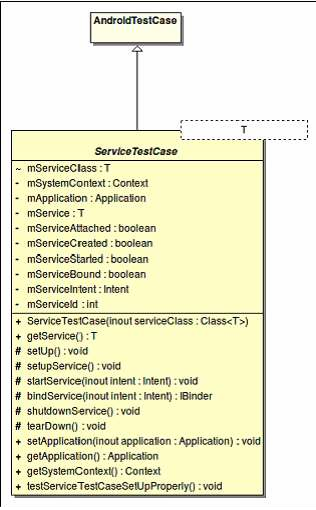 AndroidTestCase
T
ServiceTestCase
~ mServiceClass : T
- mSystemContext : Context
- mApplication : Application
- mService : T
- mServiceAttached : boolean
- mServiceCreated : boolean
- mServiceStarted : boolean
- mServiceBound : boolean
- mServiceIntent : Intent
- mServiceId : int
+ ServiceTestCase(inout serviceClass : Class<T>)
+ getService() : T
# setUp() : void
# setupService() : void
# startService(inout intent : Intent) : void
# bindService(inout intent : Intent) : IBinder
# shutdownService() : void
# tearDown() : void
+ setApplication(inout application : Application) : void
+ getApplication() : Application
+ getSystemContext() : Context
+ testServiceTestCaseSetUpProperly() : void